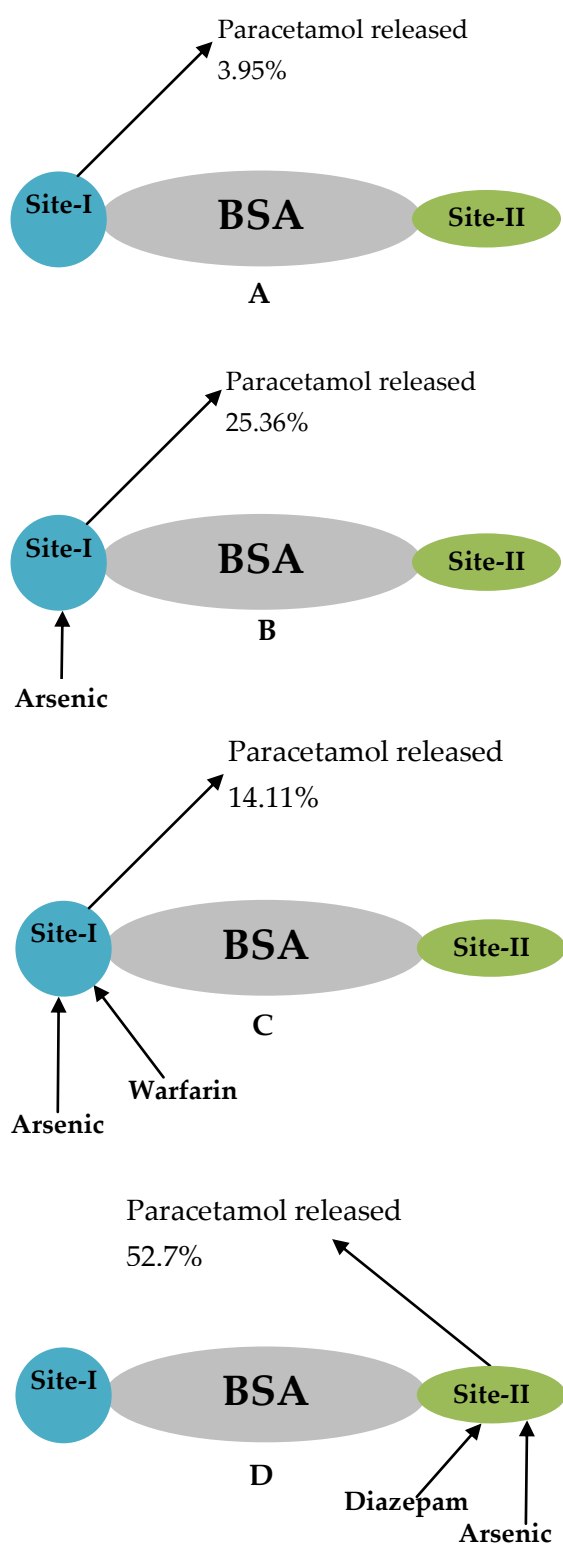 Paracetamol released
3.95%
Site-I
BSA
Site-II
A
Paracetamol released
25.36%
Site-I
BSA
Site-II
B
Arsenic
Paracetamol released
14.11%
Site-I
BSA
Site-II
C
Warfarin
Arsenic
Paracetamol released
52.7%
Site-I
BSA
Site-II
D
Diazepam
Arsenic